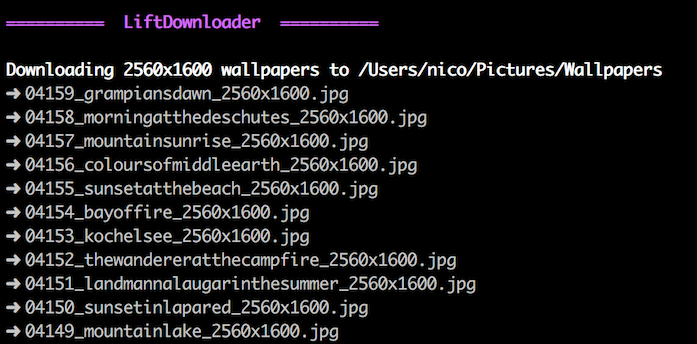 ══════════ LiftDownloader ══════════
Downloading 2560x1600 wallpapers to /Users/nico/Pictures/Wallpapers
➜ 04159_grampiansdawn_2560x1600.jpg
➜ 04158_morningatthedeschutes_2560x1600.jpg
➜ 04157_mountainsunrise_2560x1600.jpg
➜ 04156_coloursofmiddleearth_2560x1600.jpg
➜ 04155_sunsetatthebeach_2560x1600.jpg
➜ 04154_bayoffire_2560x1600.jpg
➜ 04153_kochelsee_2560x1600.jpg
➜ 04152_thewandereratthecampfire_2560x1600.jpg
➜ 04151_landmannalaugarinthesummer_2560x1600.jpg
➜ 04150_sunsetinlapared_2560x1600.jpg
➜ 04149_mountainlake_2560x1600.jpg